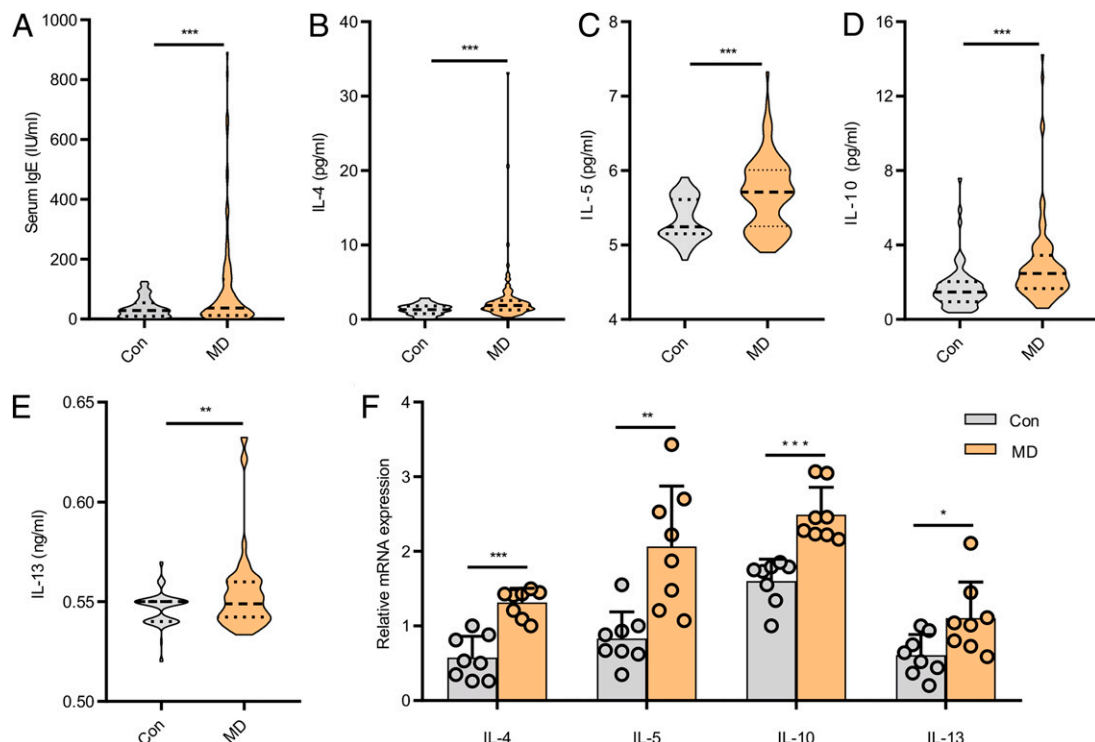 A
Serum IgE (IU/ml)
1000
800
600
400
200
0
***
Con
MD
B
IL-4 (pg/ml)
40
30
20
10
0
***
Con
MD
C
IL-5 (pg/ml)
8
7
6
5
4
***
Con
MD
D
IL-10 (pg/ml)
16
12
8
4
0
***
Con
MD
E
IL-13 (ng/ml)
0.65
0.60
0.55
0.50
**
Con
MD
F
Relative mRNA expression
4
3
2
1
0
***
**
***
*
Con
MD
IL-4
IL-5
IL-10
IL-13